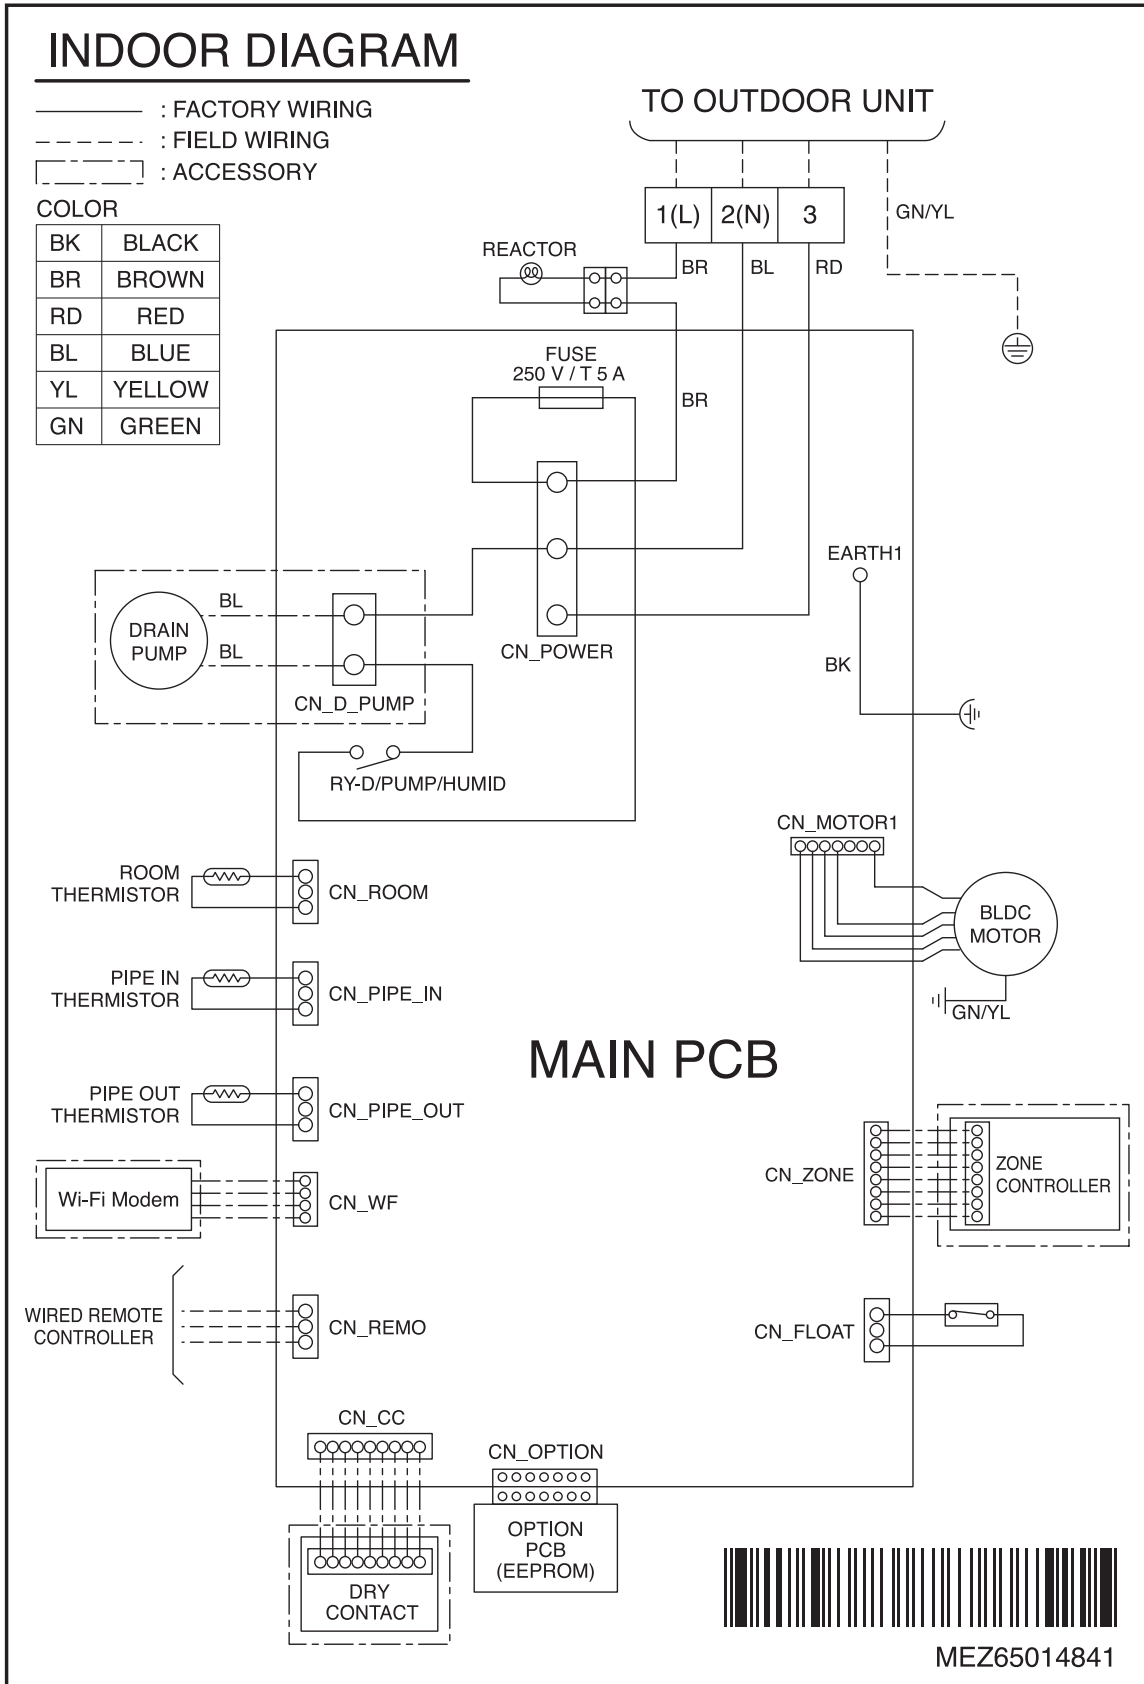 INDOOR DIAGRAM
: FACTORY WIRING
: FIELD WIRING
: ACCESSORY
COLOR
BK BLACK
BR BROWN
RD RED
BL BLUE
YL YELLOW
GN GREEN
TO OUTDOOR UNIT
1(L) 2(N) 3
GN/YL
REACTOR
BR BL RD
FUSE
250 V / T 5 A
BR
EARTH1
BK
DRAIN
PUMP
BL
BL
CN_D_PUMP
CN_POWER
RY-D/PUMP/HUMID
CN_MOTOR1
BLDC
MOTOR
GN/YL
ROOM
THERMISTOR
CN_ROOM
PIPE IN
THERMISTOR
CN_PIPE_IN
MAIN PCB
PIPE OUT
THERMISTOR
CN_PIPE_OUT
Wi-Fi Modem
CN_WF
CN_ZONE
ZONE
CONTROLLER
WIRED REMOTE
CONTROLLER
CN_REMO
CN_FLOAT
CN_CC
CN_OPTION
OPTION
PCB
(EEPROM)
DRY
CONTACT
MEZ65014841